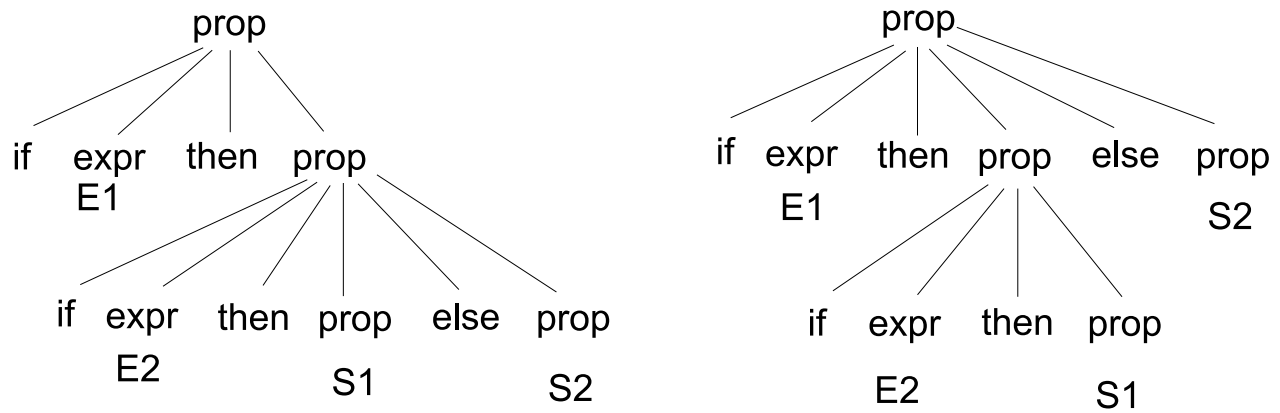 prop
if expr then prop
E1
if expr then prop else prop
E2 S1 S2
prop
if expr then prop else prop
E1 S2
if expr then prop
E2 S1